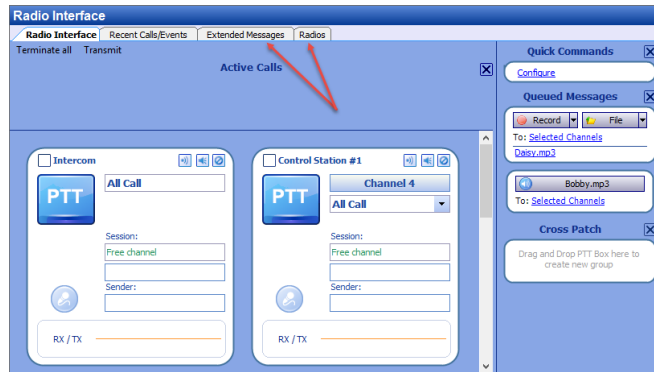 Radio Interface
Radio Interface Recent Calls/Events Extended Messages Radios
Terminate all Transmit
Active Calls
Intercom
PTT
All Call
Session:
Free channel
Sender:
RX / TX
Control Station #1
PTT
Channel 4
All Call
Session:
Free channel
Sender:
RX / TX
Quick Commands
Configure
Queued Messages
Record File
To: Selected Channels
Daisy.mp3
Bobby.mp3
To: Selected Channels
Cross Patch
Drag and Drop PTT Box here to
create new group